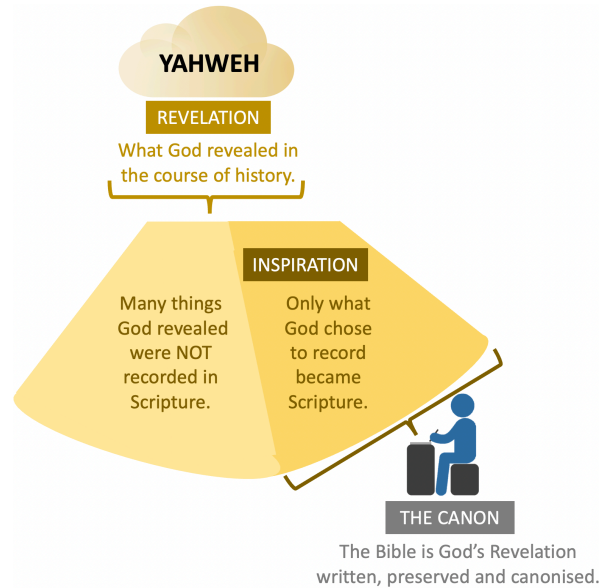 YAHWEH
REVELATION
What God revealed in
the course of history.
INSPIRATION
Many things
God revealed
were NOT
recorded in
Scripture.
Only what
God chose
to record
became
Scripture.
THE CANON
The Bible is God’s Revelation
written, preserved and canonised.